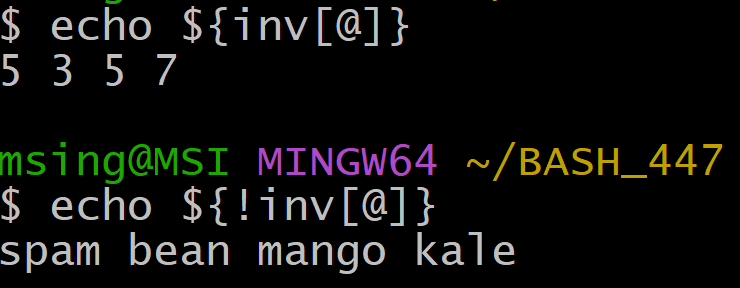 $ echo ${inv[@]}
5 3 5 7
msing@MSI MINGW64 ~/BASH_447
$ echo ${!inv[@]}
spam bean mango kale